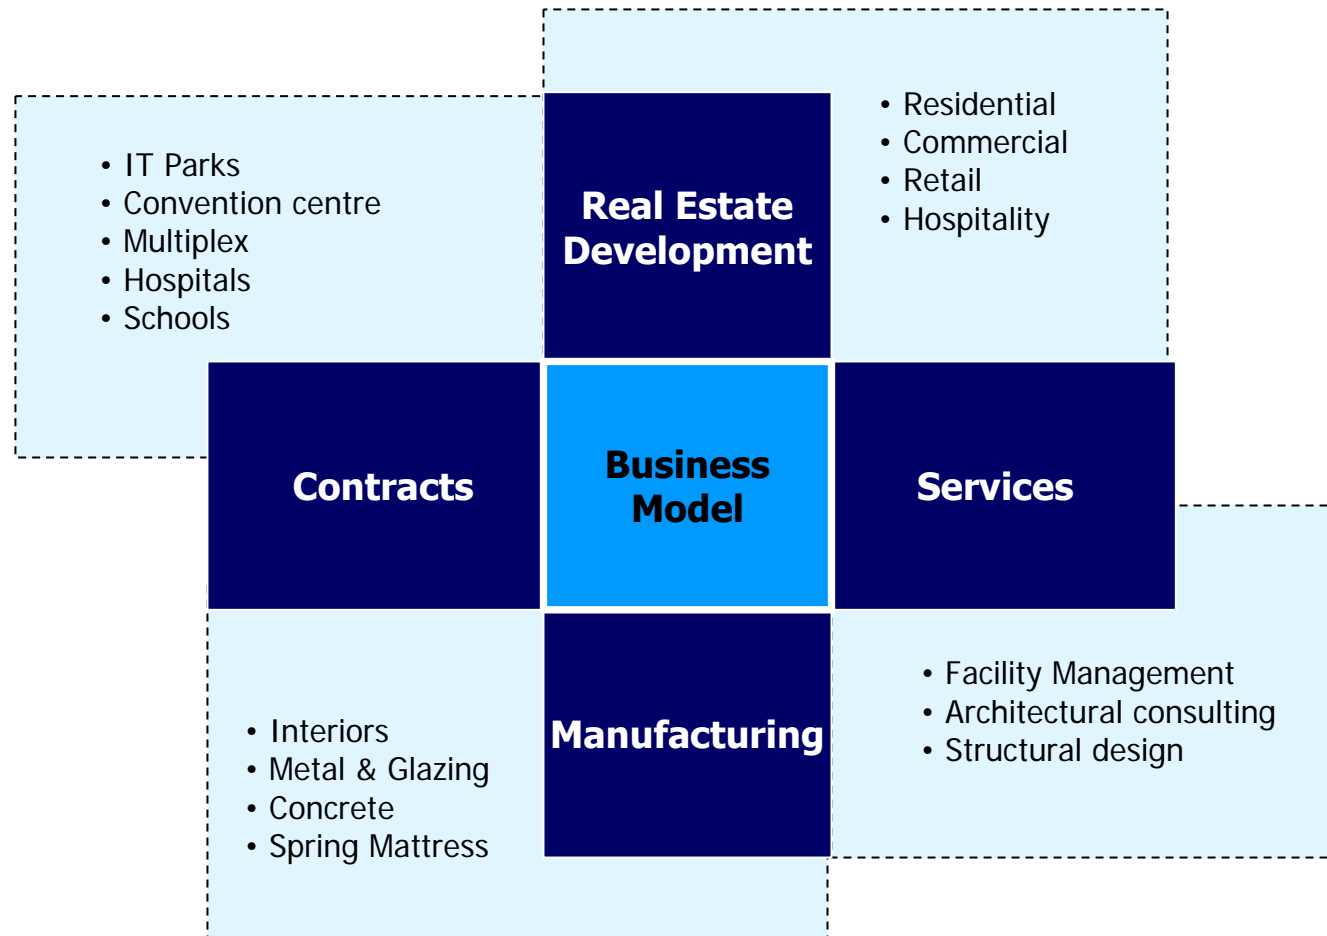 • Residential
• Commercial
• Retail
• Hospitality
• IT Parks
• Convention centre
• Multiplex
• Hospitals
• Schools
Real Estate
Development
Contracts
Business
Model
Services
Manufacturing
• Interiors
• Metal & Glazing
• Concrete
• Spring Mattress
• Facility Management
• Architectural consulting
• Structural design